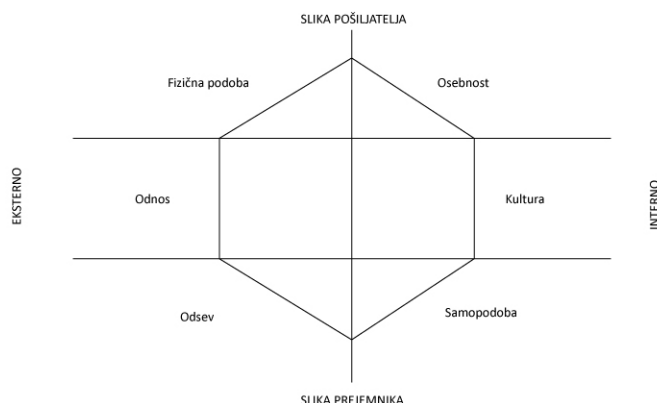 SLIKA POŠILJATELJA
Fizična podoba
Osebnost
EKSTERNO
Odnos
Kultura
INTERNO
Odsev
Samopodoba
SLIKA PREJEMNIKA